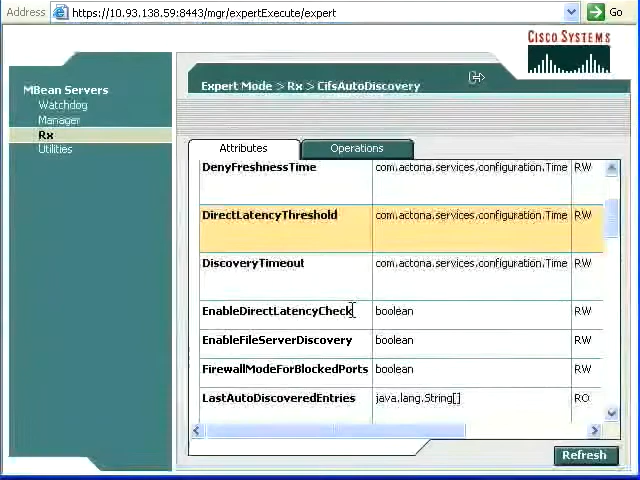 Address https://10.93.138.59:8443/mgr/expertExecute/expert Go
CISCO SYSTEMS
MBean Servers
Watchdog
Manager
Rx
Utilities
Expert Mode > Rx > CifsAutoDiscovery
Attributes Operations
DenyFreshnessTime com.actona.services.configuration.Time RW
DirectLatencyThreshold com.actona.services.configuration.Time RW
DiscoveryTimeout com.actona.services.configuration.Time RW
EnableDirectLatencyCheck boolean RW
EnableFileServerDiscovery boolean RW
FirewallModeForBlockedPorts boolean RW
LastAutoDiscoveredEntries java.lang.String[] RO
Refresh